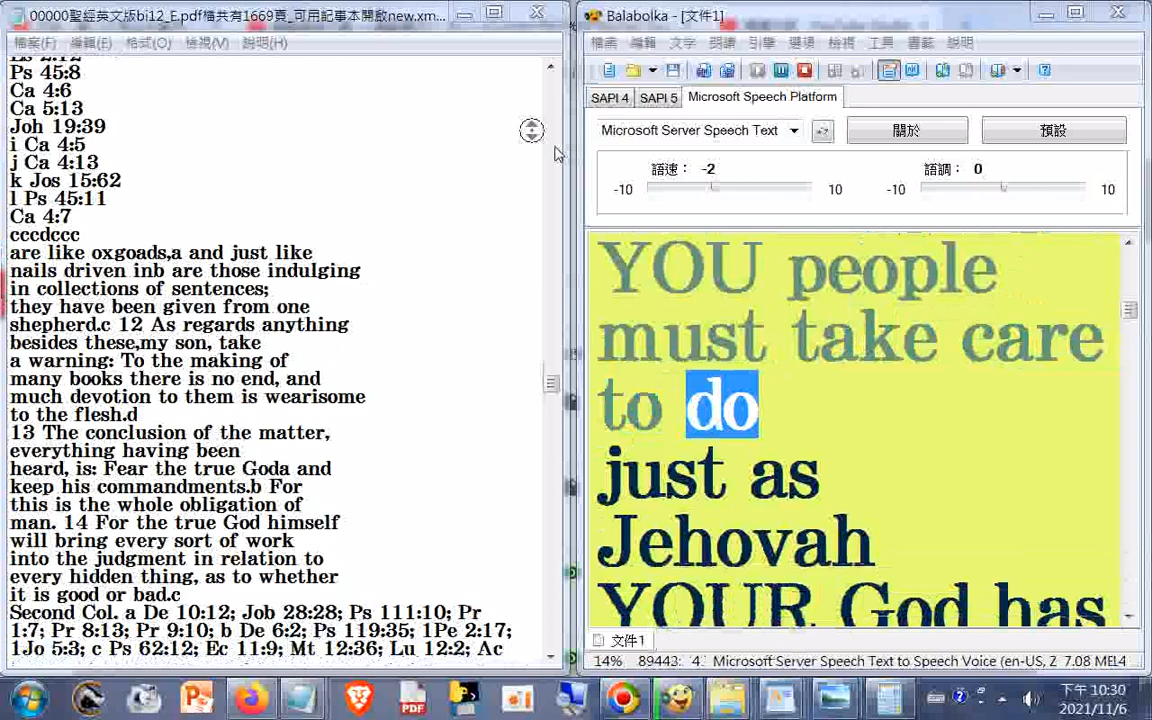 00000聖經英文版bi12_E.pdf檔共有1669頁_可用記事本開啟new.xm...
檔案(F) 編輯(E) 格式(O) 檢視(V) 說明(H)
Ps 45:8
Ca 4:6
Ca 5:13
Joh 19:39
i Ca 4:5
j Ca 4:13
k Jos 15:62
l Ps 45:11
Ca 4:7
cccdccc
are like oxgoads,a and just like
nails driven inb are those indulging
in collections of sentences;
they have been given from one
shepherd.c 12 As regards anything
besides these,my son, take
a warning: To the making of
many books there is no end, and
much devotion to them is wearisome
to the flesh.d
13 The conclusion of the matter,
everything having been
heard, is: Fear the true Goda and
keep his commandments.b For
this is the whole obligation of
man. 14 For the true God himself
will bring every sort of work
into the judgment in relation to
every hidden thing, as to whether
it is good or bad.c
Second Col. a De 10:12; Job 28:28; Ps 111:10; Pr
1:7; Pr 8:13; Pr 9:10; b De 6:2; Ps 119:35; 1Pe 2:17;
1Jo 5:3; c Ps 62:12; Ec 11:9; Mt 12:36; Lu 12:2; Ac
Balabolka - [文件1]
檔案 編輯 文字 朗讀 引擎 選項 檢視 工具 書籤 說明
SAPI 4 SAPI 5 Microsoft Speech Platform
Microsoft Server Speech Text 關於 預設
語速： -2 語調： 0
-10 10 -10 10
YOU people
must take care
to do
just as
Jehovah
YOUR God has
文件1
14% 89443: 4. Microsoft Server Speech Text to Speech Voice (en-US, Z 7.08 MB
下午 10:30
2021/11/6